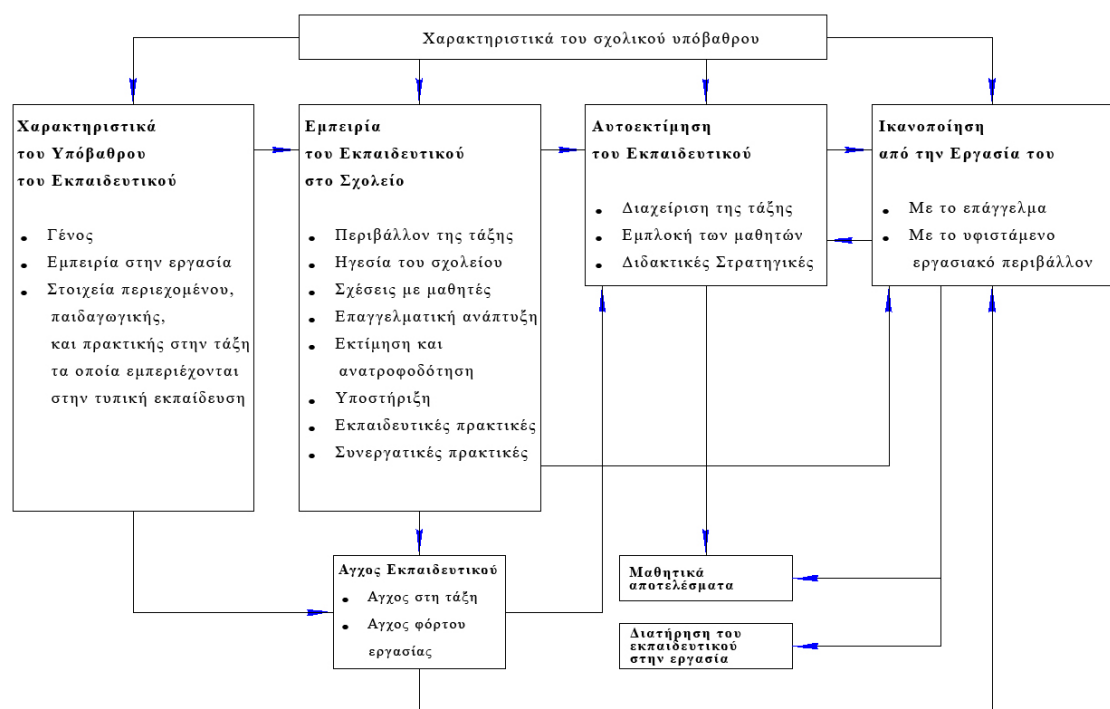 Χαρακτηριστικά του σχολικού υπόβαθρου
Χαρακτηριστικά
του Υπόβαθρου
του Εκπαιδευτικού
• Γένος
• Εμπειρία στην εργασία
• Στοιχεία περιεχομένου,
παιδαγωγικής,
και πρακτικής στην τάξη
τα οποία εμπεριέχονται
στην τυπική εκπαίδευση
Εμπειρία
του Εκπαιδευτικού
στο Σχολείο
• Περιβάλλον της τάξης
• Ηγεσία του σχολείου
• Σχέσεις με μαθητές
• Επαγγελματική ανάπτυξη
• Εκτίμηση και
ανατροφοδότηση
• Υποστήριξη
• Εκπαιδευτικές πρακτικές
• Συνεργατικές πρακτικές
Αυτοεκτίμηση
του Εκπαιδευτικού
• Διαχείριση της τάξης
• Εμπλοκή των μαθητών
• Διδακτικές Στρατηγικές
Ικανοποίηση
από την Εργασία του
• Με το επάγγελμα
• Με το υφιστάμενο
εργασιακό περιβάλλον
Αγχος Εκπαιδευτικού
• Αγχος στη τάξη
• Αγχος φόρτου
εργασίας
Μαθητικά
αποτελέσματα
Διατήρηση του
εκπαιδευτικού
στην εργασία